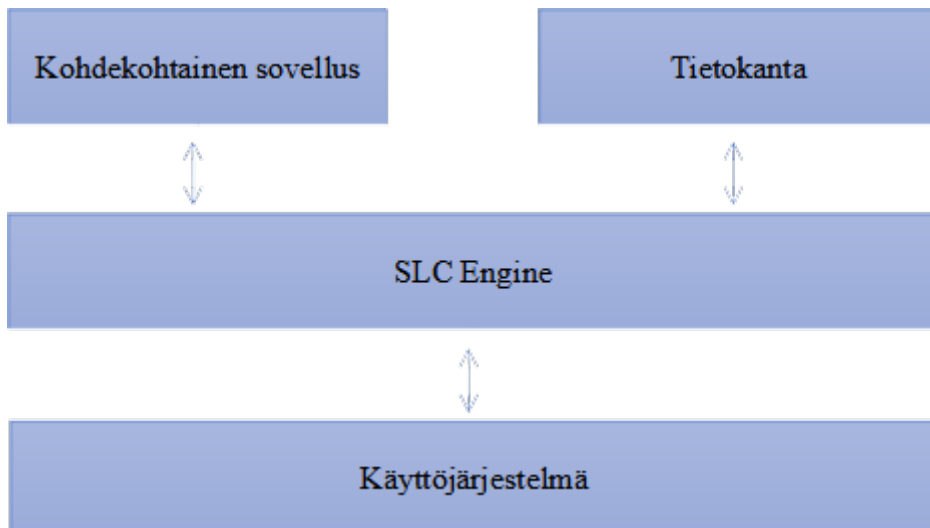 Kohdekohtainen sovellus
Tietokanta
SLC Engine
Käyttöjärjestelmä